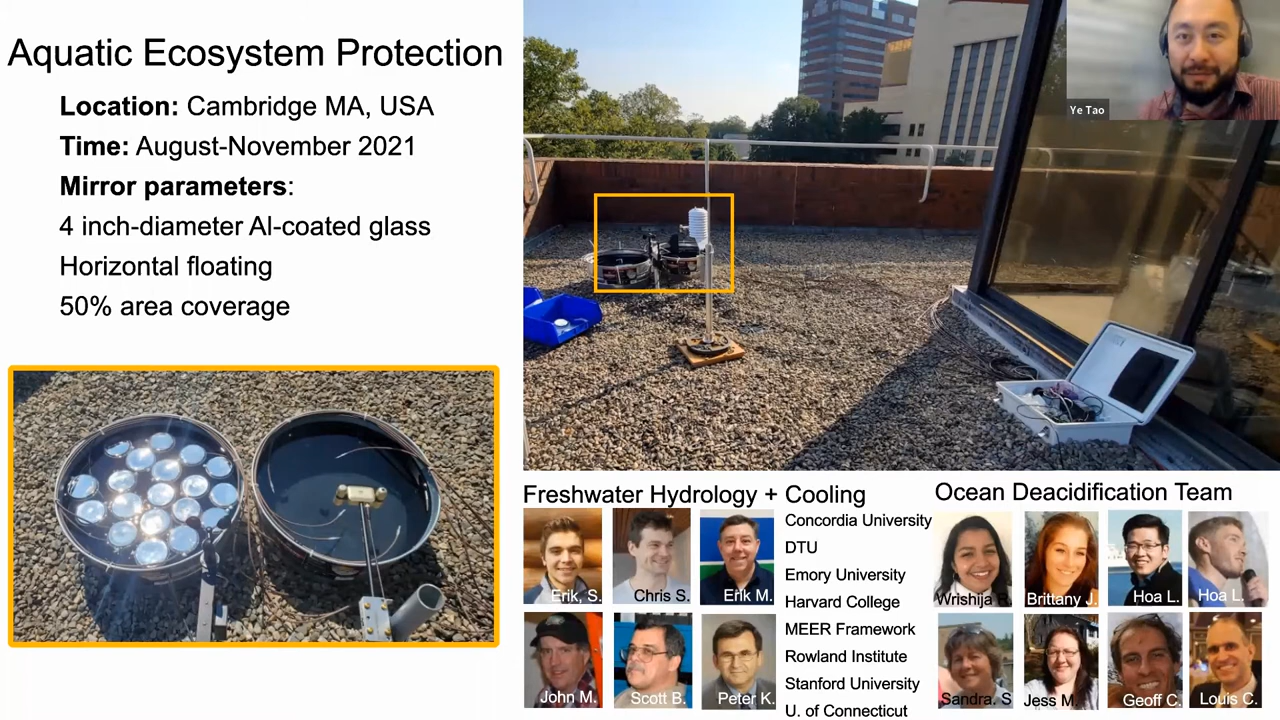 Aquatic Ecosystem Protection
Location: Cambridge MA, USA
Time: August-November 2021
Mirror parameters:
4 inch-diameter Al-coated glass
Horizontal floating
50% area coverage
Ye Tao
Freshwater Hydrology + Cooling
Erik, S.
Chris S.
Erik M.
John M.
Scott B.
Peter K.
Concordia University
DTU
Emory University
Harvard College
MEER Framework
Rowland Institute
Stanford University
U. of Connecticut
Ocean Deacidification Team
Wrishija
Brittany J.
Hoa L.
Hoa L.
Sandra. S
Jess M.
Geoff C.
Louis C.